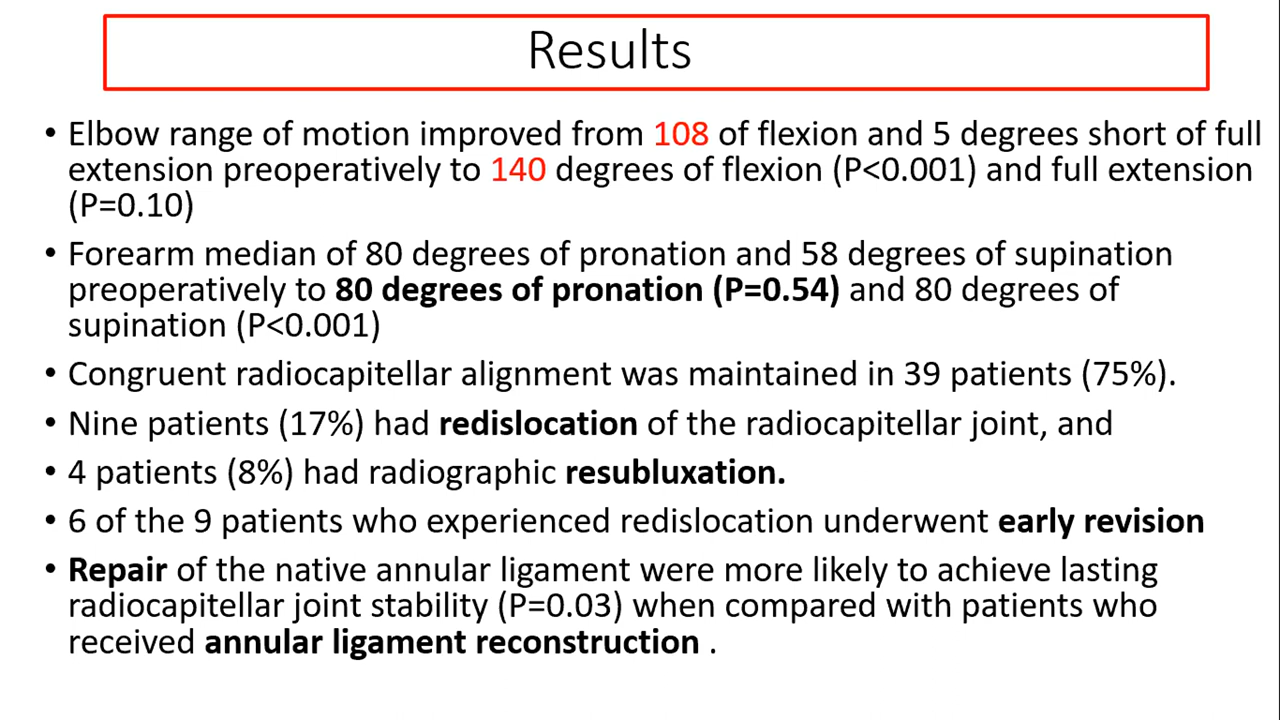 Results
• Elbow range of motion improved from 108 of flexion and 5 degrees short of full
extension preoperatively to 140 degrees of flexion (P<0.001) and full extension
(P=0.10)
• Forearm median of 80 degrees of pronation and 58 degrees of supination
preoperatively to 80 degrees of pronation (P=0.54) and 80 degrees of
supination (P<0.001)
• Congruent radiocapitellar alignment was maintained in 39 patients (75%).
• Nine patients (17%) had redislocation of the radiocapitellar joint, and
• 4 patients (8%) had radiographic resubluxation.
• 6 of the 9 patients who experienced redislocation underwent early revision
• Repair of the native annular ligament were more likely to achieve lasting
radiocapitellar joint stability (P=0.03) when compared with patients who
received annular ligament reconstruction .